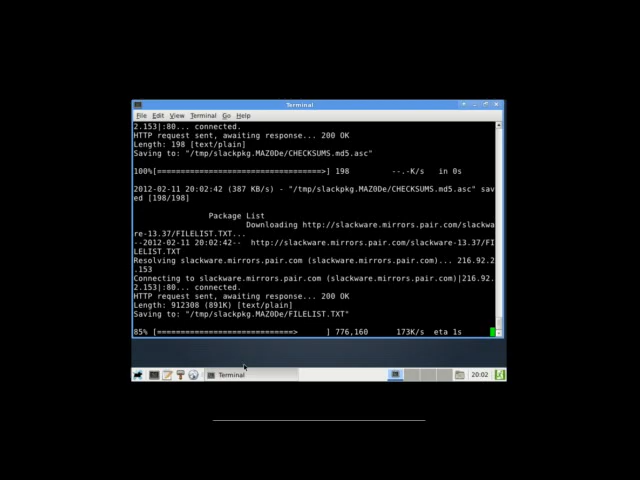 Terminal
File Edit View Terminal Go Help
2.153|:80... connected.
HTTP request sent, awaiting response... 200 OK
Length: 198 [text/plain]
Saving to: "/tmp/slackpkg.MAZ0De/CHECKSUMS.md5.asc"
100%[===================================>] 198 --.-K/s in 0s
2012-02-11 20:02:42 (387 KB/s) - "/tmp/slackpkg.MAZ0De/CHECKSUMS.md5.asc" sav
ed [198/198]
Package List
Downloading http://slackware.mirrors.pair.com/slackwa
re-13.37/FILELIST.TXT...
--2012-02-11 20:02:42-- http://slackware.mirrors.pair.com/slackware-13.37/FI
LELIST.TXT
Resolving slackware.mirrors.pair.com (slackware.mirrors.pair.com)... 216.92.2
.153
Connecting to slackware.mirrors.pair.com (slackware.mirrors.pair.com)|216.92.
2.153|:80... connected.
HTTP request sent, awaiting response... 200 OK
Length: 912308 (891K) [text/plain]
Saving to: "/tmp/slackpkg.MAZ0De/FILELIST.TXT"
85% [=============================> ] 776,160 173K/s eta 1s
Terminal 20:02